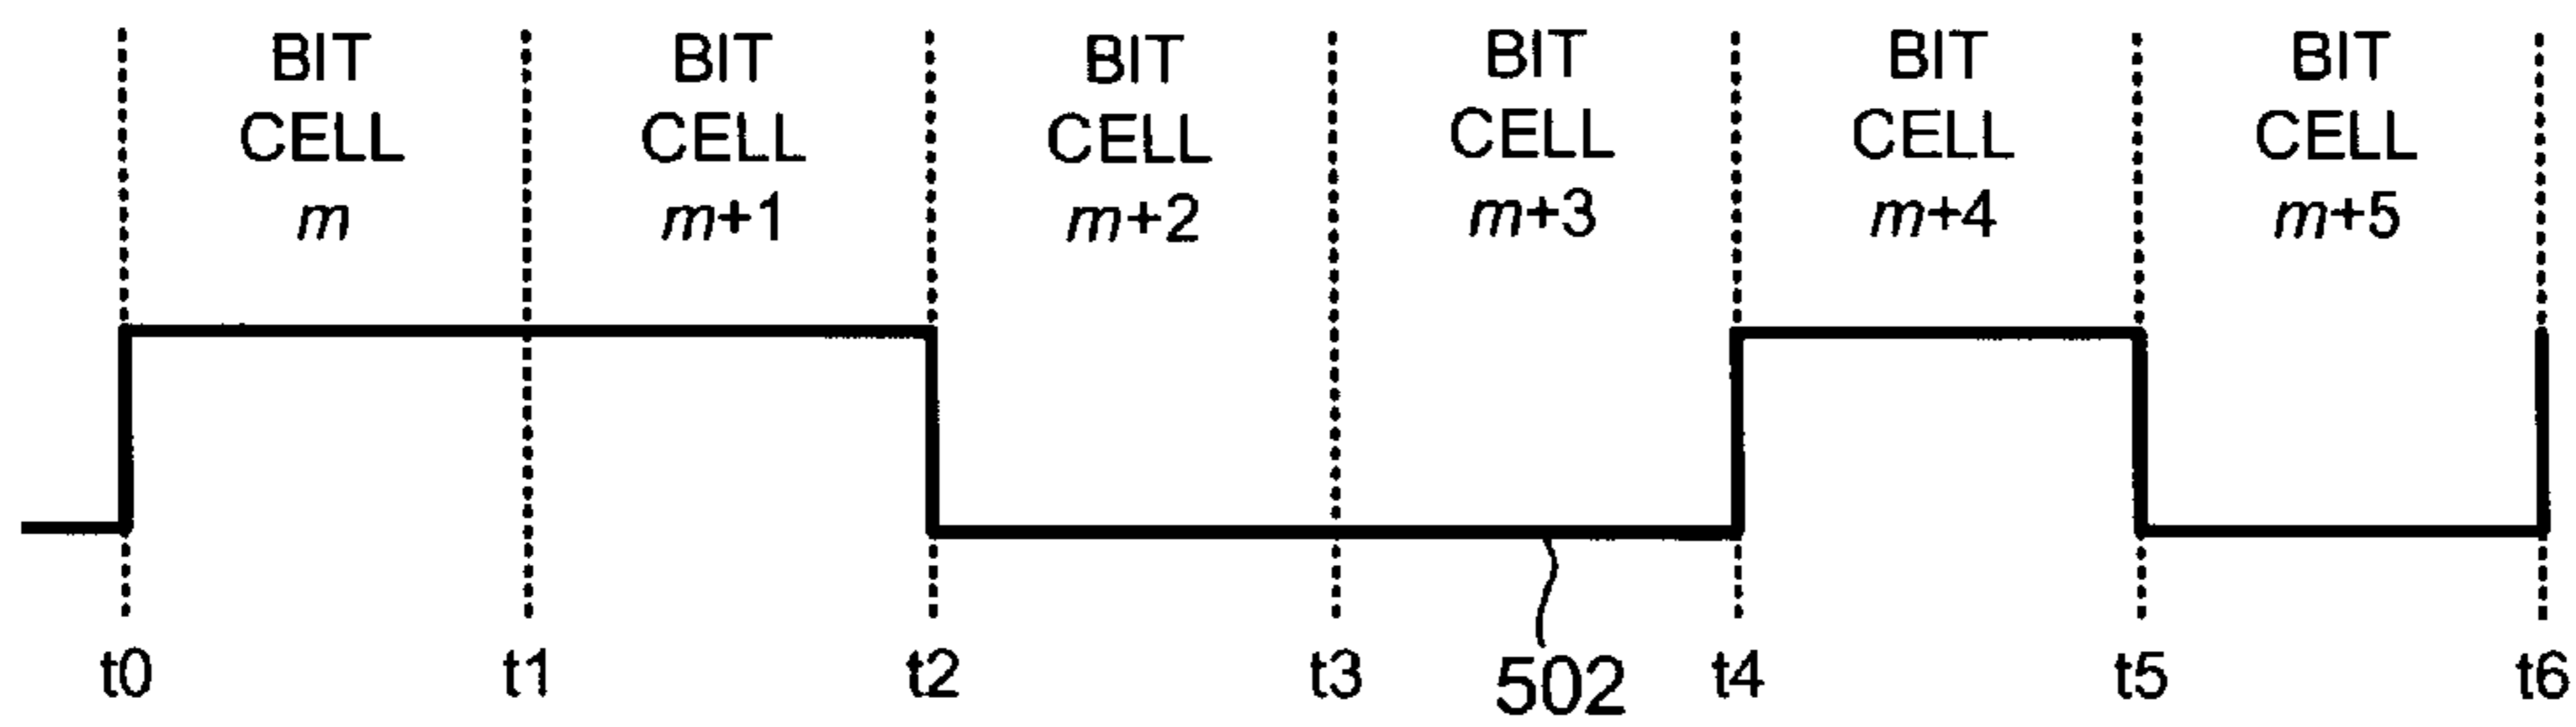 BIT BIT BIT BIT BIT BIT
CELL CELL CELL CELL CELL CELL
m m+1 m+2 m+3 m+4 m+5
t0 t1 t2 t3 502 t4 t5 t6